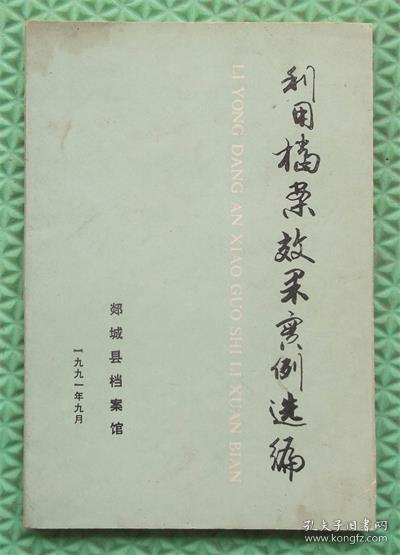 利用檔案效果實例选编
LI YONG DANG AN XIAO GUO SHI LI XUAN BIAN
郯城县档案馆
一九九一年九月
孔夫子旧书网
www.kongfz.com